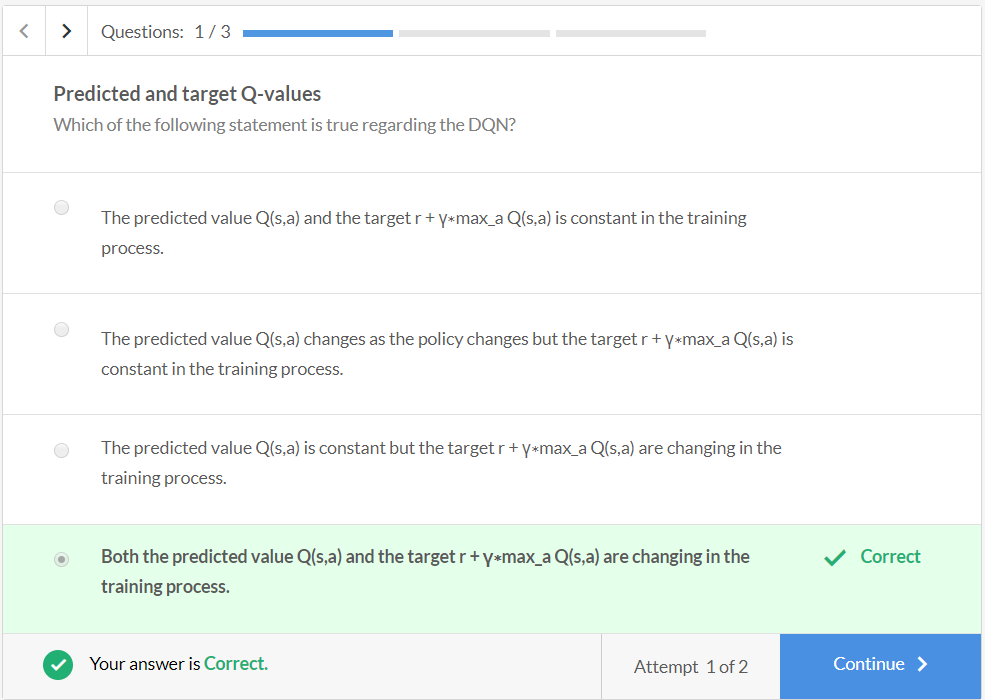 Questions: 1 / 3
Predicted and target Q-values
Which of the following statement is true regarding the DQN?
The predicted value Q(s,a) and the target r + γ*max_a Q(s,a) is constant in the training
process.
The predicted value Q(s,a) changes as the policy changes but the target r + γ*max_a Q(s,a) is
constant in the training process.
The predicted value Q(s,a) is constant but the target r + γ*max_a Q(s,a) are changing in the
training process.
Both the predicted value Q(s,a) and the target r + γ*max_a Q(s,a) are changing in the
training process.
Correct
Your answer is Correct.
Attempt 1 of 2
Continue